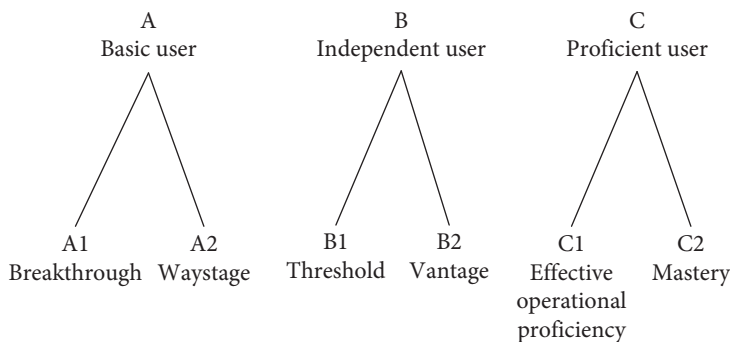 A
Basic user
B
Independent user
C
Proficient user
A1
Breakthrough
A2
Waystage
B1
Threshold
B2
Vantage
C1
Effective
operational
proficiency
C2
Mastery